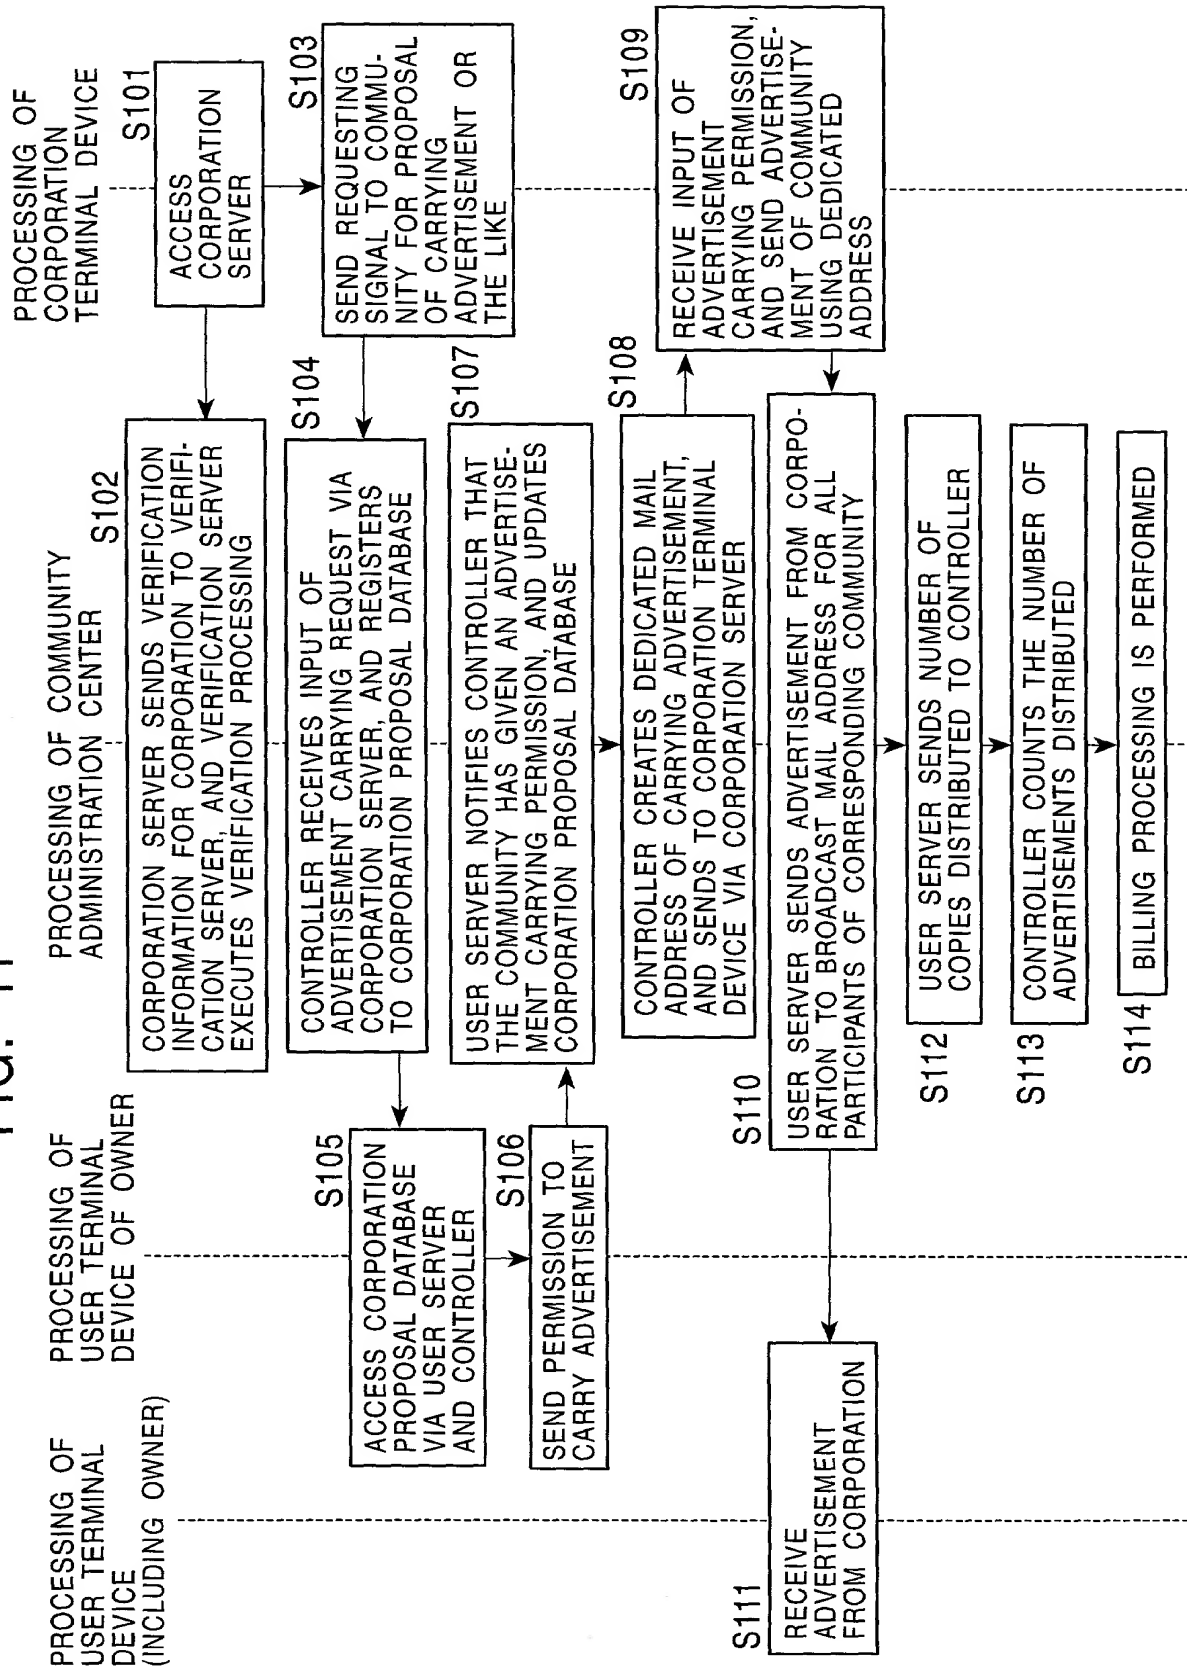 PROCESSING OF
USER TERMINAL
DEVICE
(INCLUDING OWNER)
PROCESSING OF
USER TERMINAL
DEVICE OF OWNER
PROCESSING OF COMMUNITY
ADMINISTRATION CENTER
PROCESSING OF
CORPORATION
TERMINAL DEVICE
S101
ACCESS
CORPORATION
SERVER
S102
CORPORATION SERVER SENDS VERIFICATION
INFORMATION FOR CORPORATION TO VERIFI-
CATION SERVER, AND VERIFICATION SERVER
EXECUTES VERIFICATION PROCESSING
S103
SEND REQUESTING
SIGNAL TO COMMU-
NITY FOR PROPOSAL
OF CARRYING
ADVERTISEMENT OR
THE LIKE
S104
CONTROLLER RECEIVES INPUT OF
ADVERTISEMENT CARRYING REQUEST VIA
CORPORATION SERVER, AND REGISTERS
TO CORPORATION PROPOSAL DATABASE
S105
ACCESS CORPORATION
PROPOSAL DATABASE
VIA USER SERVER
AND CONTROLLER
S106
SEND PERMISSION TO
CARRY ADVERTISEMENT
S107
USER SERVER NOTIFIES CONTROLLER THAT
THE COMMUNITY HAS GIVEN AN ADVERTISE-
MENT CARRYING PERMISSION, AND UPDATES
CORPORATION PROPOSAL DATABASE
S108
CONTROLLER CREATES DEDICATED MAIL
ADDRESS OF CARRYING ADVERTISEMENT,
AND SENDS TO CORPORATION TERMINAL
DEVICE VIA CORPORATION SERVER
S109
RECEIVE INPUT OF
ADVERTISEMENT
CARRYING PERMISSION,
AND SEND ADVERTISE-
MENT OF COMMUNITY
USING DEDICATED
ADDRESS
S110
USER SERVER SENDS ADVERTISEMENT FROM CORPO-
RATION TO BROADCAST MAIL ADDRESS FOR ALL
PARTICIPANTS OF CORRESPONDING COMMUNITY
S111
RECEIVE
ADVERTISEMENT
FROM CORPORATION
S112
USER SERVER SENDS NUMBER OF
COPIES DISTRIBUTED TO CONTROLLER
S113
CONTROLLER COUNTS THE NUMBER OF
ADVERTISEMENTS DISTRIBUTED
S114
BILLING PROCESSING IS PERFORMED